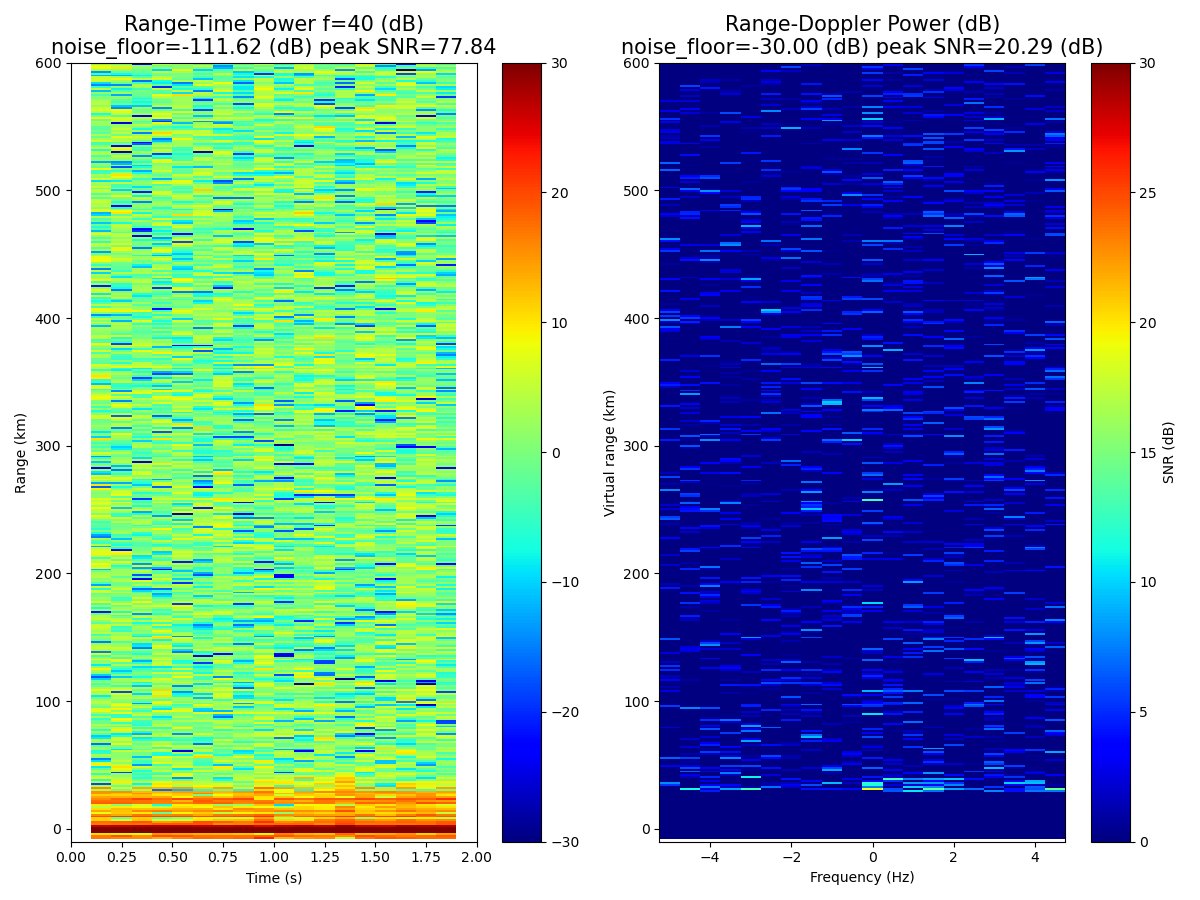 Range-Time Power f=40 (dB)
noise_floor=-111.62 (dB) peak SNR=77.84
Range-Doppler Power (dB)
noise_floor=-30.00 (dB) peak SNR=20.29 (dB)
600
500
400
300
200
100
0
Range (km)
0.00 0.25 0.50 0.75 1.00 1.25 1.50 1.75 2.00
Time (s)
30
20
10
0
−10
−20
−30
600
500
400
300
200
100
0
Virtual range (km)
−4 −2 0 2 4
Frequency (Hz)
30
25
20
15
10
5
0
SNR (dB)